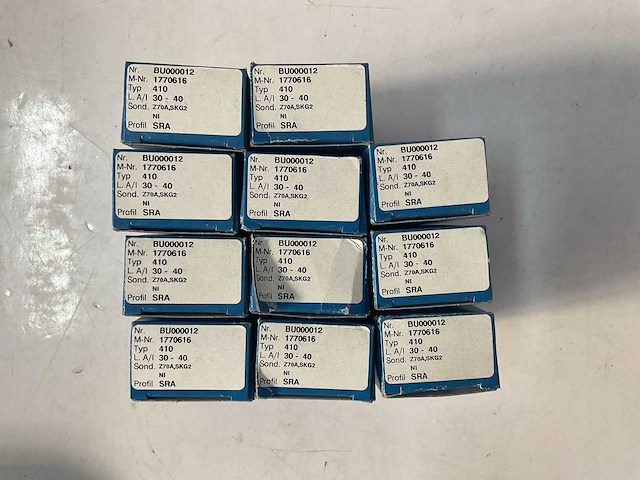 Nr. BU000012
M-Nr. 1770616
Typ 410
L. A/I 30 - 40
Sond. Z70A,SKG2
NI
Profil SRA
Nr. BU000012
M-Nr. 1770616
Typ 410
L. A/I 30 - 40
Sond. Z70A,SKG2
NI
Profil SRA
Nr. BU000012
M-Nr. 1770616
Typ 410
L. A/I 30 - 40
Sond. Z70A,SKG2
NI
Profil SRA
Nr. BU000012
M-Nr. 1770616
Typ 410
L. A/I 30 - 40
Sond. Z70A,SKG2
NI
Profil SRA
Nr. BU000012
M-Nr. 1770616
Typ 410
L. A/I 30 - 40
Sond. Z70A,SKG2
NI
Profil SRA
Nr. BU000012
M-Nr. 1770616
Typ 410
L. A/I 30 - 40
Sond. Z70A,SKG2
NI
Profil SRA
Nr. BU000012
M-Nr. 1770616
Typ 410
L. A/I 30 - 40
Sond. Z70A,SKG2
NI
Profil SRA
Nr. BU000012
M-Nr. 1770616
Typ 410
L. A/I 30 - 40
Sond. Z70A,SKG2
NI
Profil SRA
Nr. BU000012
M-Nr. 1770616
Typ 410
L. A/I 30 - 40
Sond. Z70A,SKG2
NI
Profil SRA
Nr. BU000012
M-Nr. 1770616
Typ 410
L. A/I 30 - 40
Sond. Z70A,SKG2
NI
Profil SRA
Nr. BU000012
M-Nr. 1770616
Typ 410
L. A/I 30 - 40
Sond. Z70A,SKG2
NI
Profil SRA